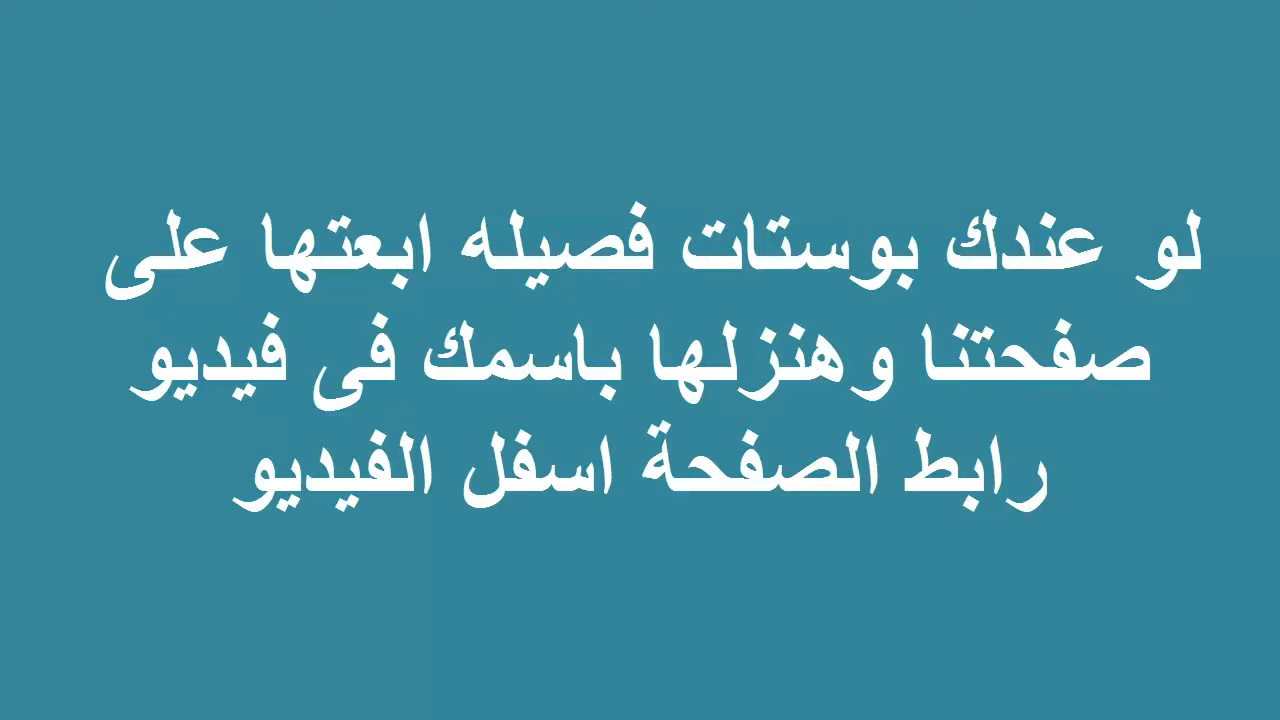 لو عندك بوستات فصيله ابعتها على
صفحتنا وهنزلها باسمك فى فيديو
رابط الصفحة اسفل الفيديو